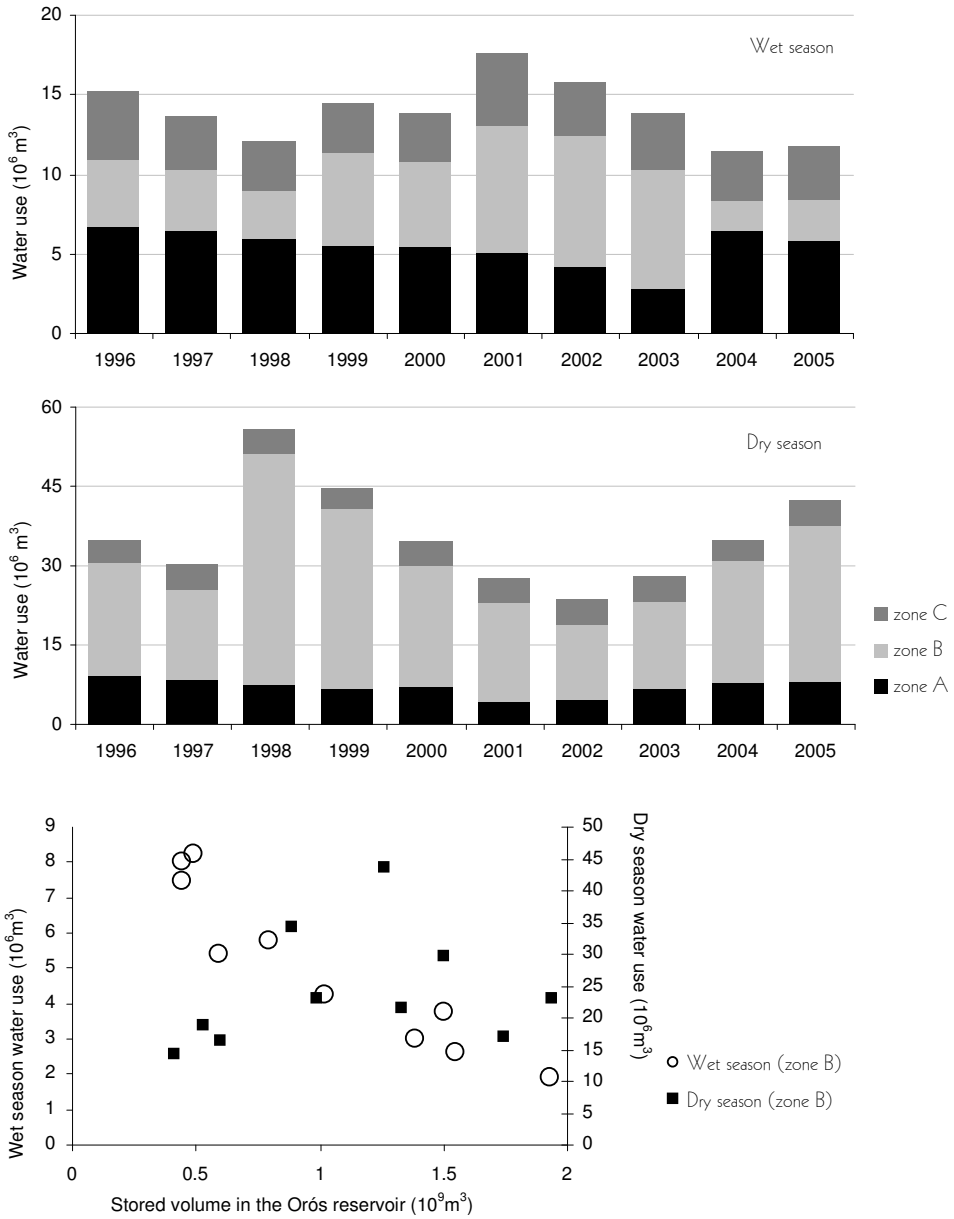 20
Wet season
15
10
5
0
Water use (10⁶ m³)
1996 1997 1998 1999 2000 2001 2002 2003 2004 2005
60
Dry season
45
30
15
0
Water use (10⁶ m³)
1996 1997 1998 1999 2000 2001 2002 2003 2004 2005
zone C
zone B
zone A
9
8
7
6
5
4
3
2
1
0
Wet season water use (10⁶m³)
50
45
40
35
30
25
20
15
10
5
0
Dry season water use (10⁶m³)
0 0.5 1 1.5 2
Stored volume in the Orós reservoir (10⁹m³)
Wet season (zone B)
Dry season (zone B)